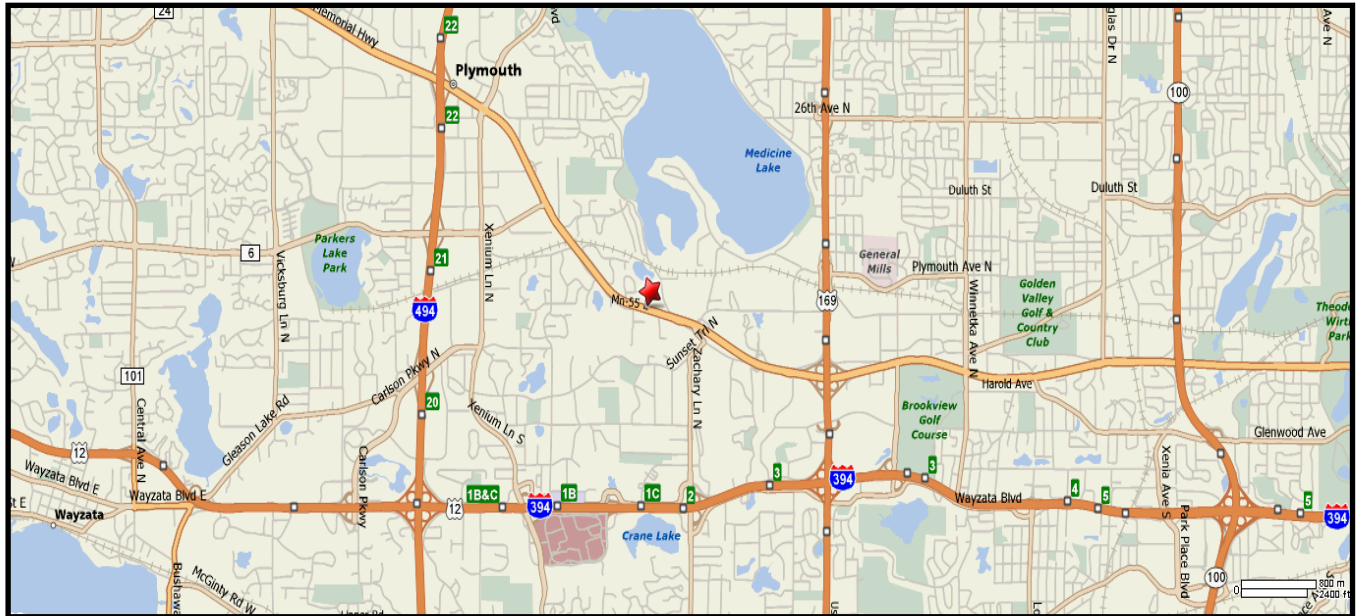 24
Memorial Hwy
22
Plymouth
22
26th Ave N
100
Ave N
Medicine
Lake
Duluth St
Duluth St
Parkers
Lake
Park
6
21
Vicksburg Ln N
Xenium Ln N
General
Mills
Plymouth Ave N
Winnetka Ave N
Golden
Valley
Golf &
Country
Club
494
Mn-55
169
Sunset Trl N
Zachary Ln N
101
Central Ave N
Carlson Pkwy N
Gleason Lake Rd
20
Xenium Ln S
Harold Ave
Brookview
Golf
Course
Glenwood Ave
12
Wayzata Blvd E
Wayzata Blvd E
Wayzata
Carlson Pkwy
12
1B&C
394
1B
1C
2
3
394
3
Wayzata Blvd
4
5
5
394
Xenia Ave S
Park Place Blvd
Crane Lake
McGinty Rd W
100
0
800 m
2400 ft